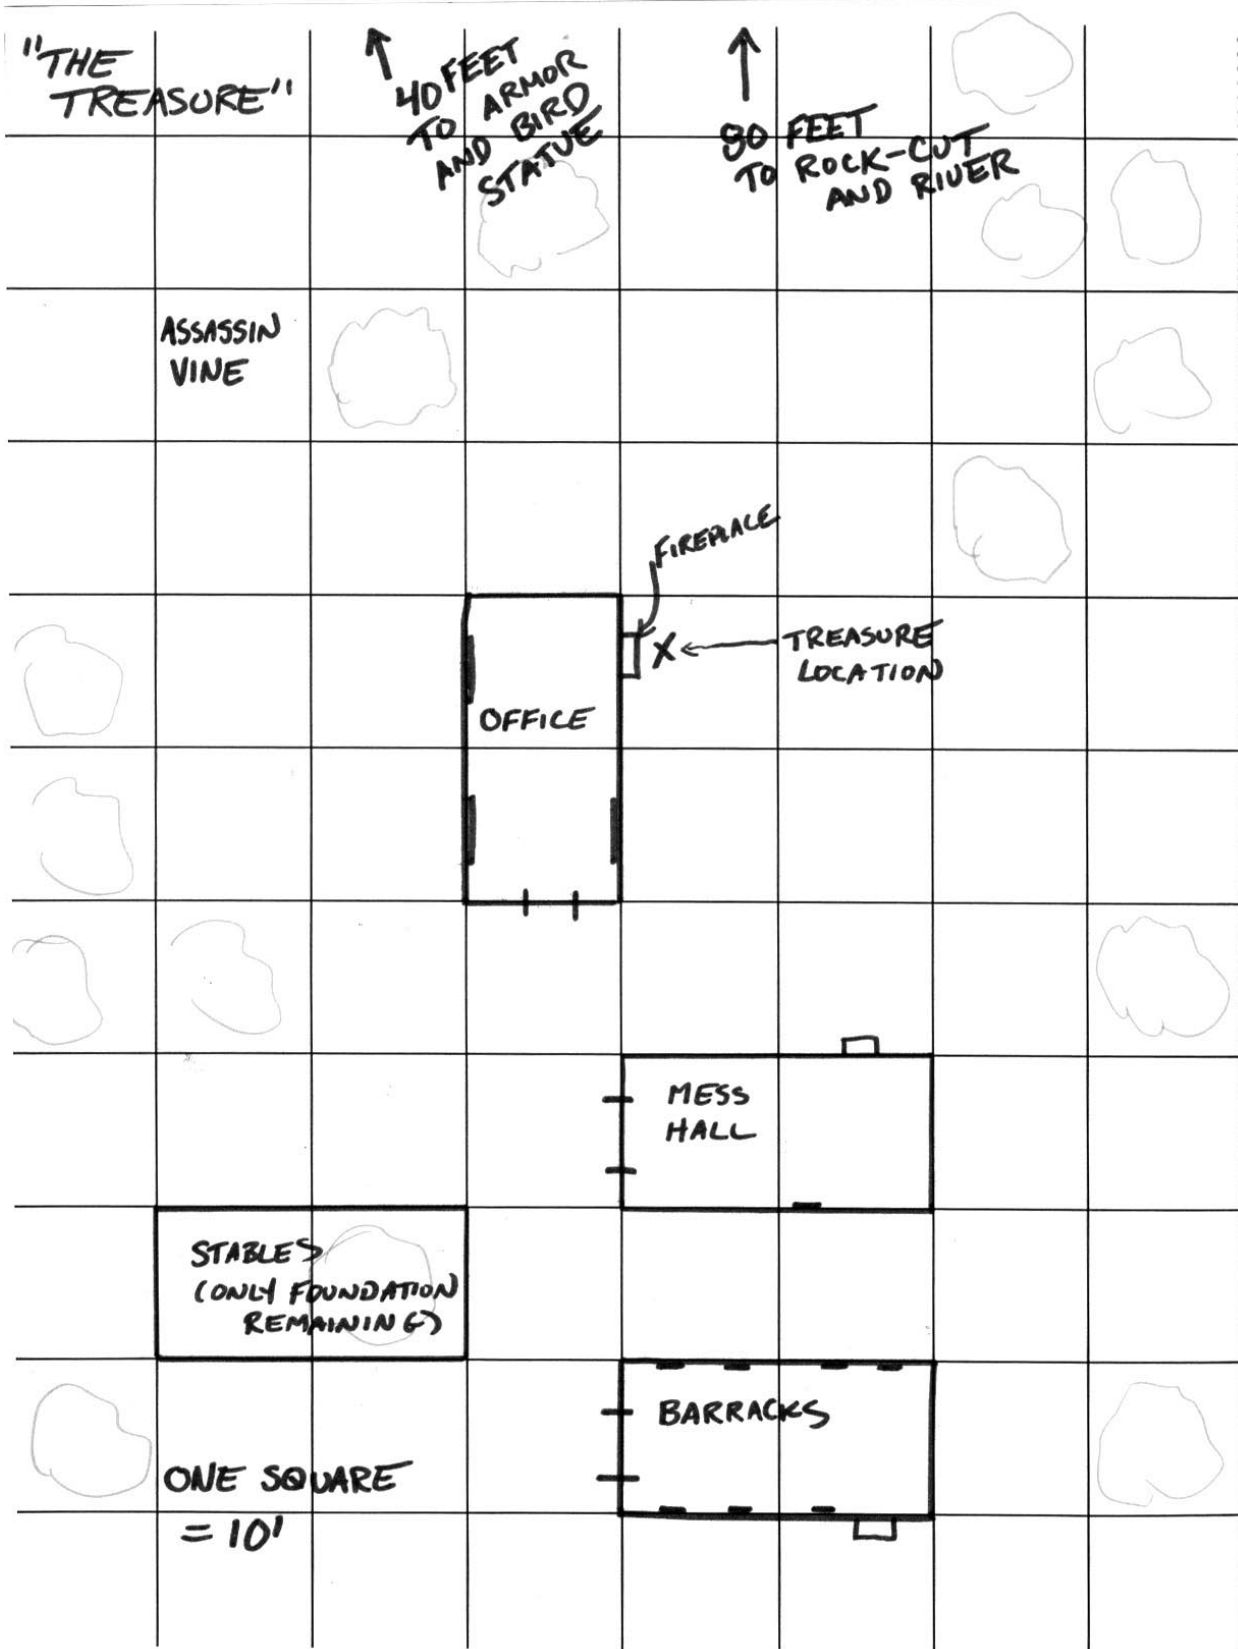 "THE
TREASURE"
40 FEET
TO ARMOR
AND BIRD
STATUE
80 FEET
TO ROCK-CUT
AND RIVER
ASSASSIN
VINE
FIREPLACE
X
TREASURE
LOCATION
OFFICE
MESS
HALL
STABLES
(ONLY FOUNDATION
REMAINING)
BARRACKS
ONE SQUARE
= 10'